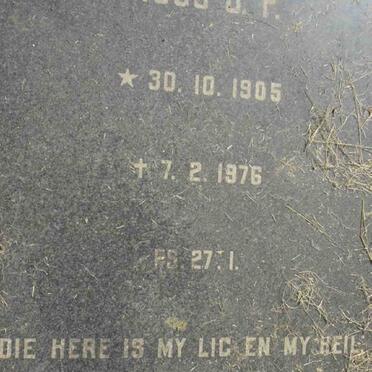 J. P.
★ 30. 10. 1905
✝ 7. 2. 1976
PS. 27:1.
DIE HERE IS MY LIG EN MY HEIL